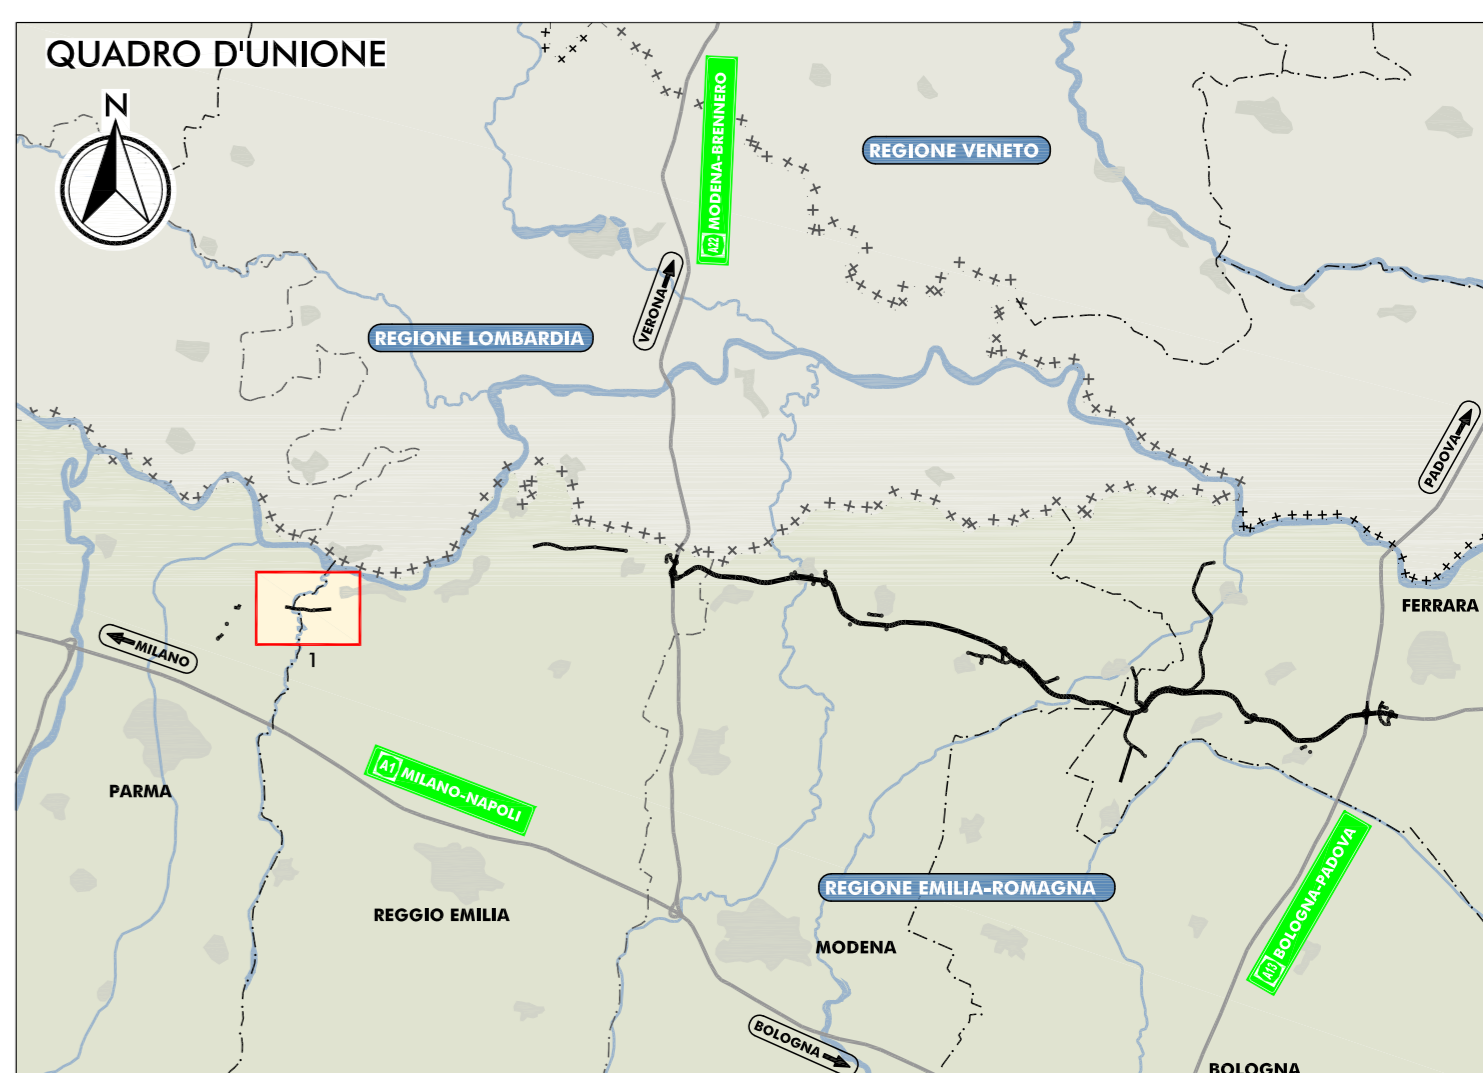 QUADRO D'UNIONE
N
A22 MODENA-BRENNERO
REGIONE VENETO
VERONA
REGIONE LOMBARDIA
PADOVA
FERRARA
MILANO
1
PARMA
A1 MILANO-NAPOLI
REGIONE EMILIA-ROMAGNA
A13 BOLOGNA-PADOVA
REGGIO EMILIA
MODENA
BOLOGNA
BOLOGNA